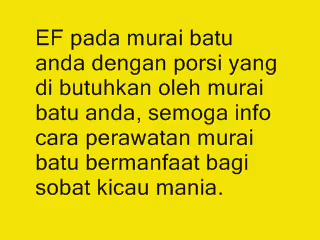 EF pada murai batu
anda dengan porsi yang
di butuhkan oleh murai
batu anda, semoga info
cara perawatan murai
batu bermanfaat bagi
sobat kicau mania.